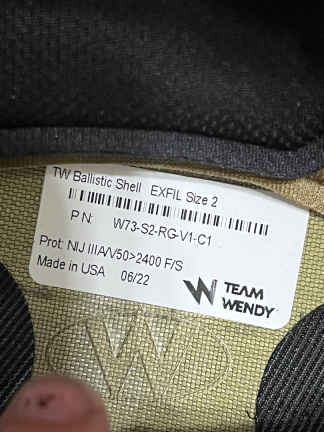 TW Ballistic Shell EXFIL Size 2
PN: W73-S2-RG-V1-C1
Prot: NIJ IIIA/V50>2400 F/S
Made in USA 06/22
W TEAM
WENDY
W